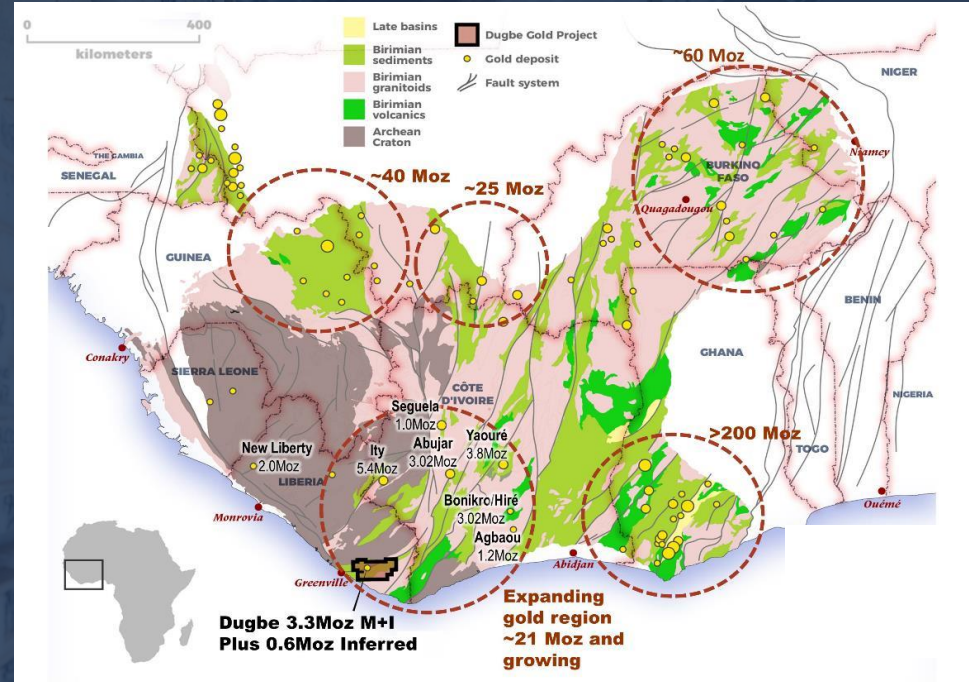 0
400
kilometers
Late basins
Birimian
sediments
Birimian
granitoids
Birimian
volcanics
Archean
Craton
Dugbe Gold Project
Gold deposit
Fault system
~60 Moz
NIGER
THE GAMBIA
SENEGAL
Niamey
BURKINO
FASO
~40 Moz
~25 Moz
Quagadougou
GUINEA
BENIN
Conakry
GHANA
SIERRA LEONE
CÔTE
D'IVOIRE
NIGERIA
Seguela
1.0Moz
>200 Moz
New Liberty
2.0Moz
Ity
5.4Moz
Abujar
3.02Moz
Yaouré
3.8Moz
TOGO
LIBERIA
Bonikro/Hiré
3.02Moz
Ouémé
Monrovia
Agbaou
1.2Moz
Abidjan
Greenville
Expanding
gold region
~21 Moz and
growing
Dugbe 3.3Moz M+I
Plus 0.6Moz Inferred